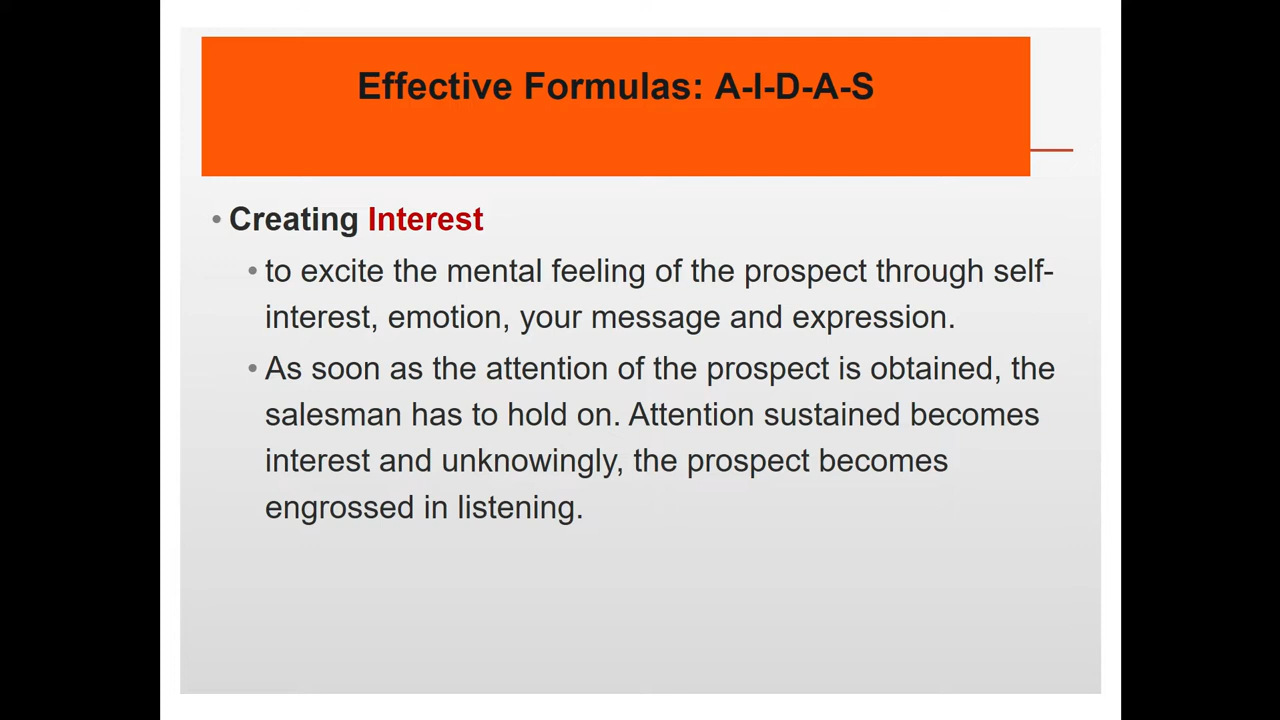 Effective Formulas: A-I-D-A-S
• Creating Interest
• to excite the mental feeling of the prospect through self-
interest, emotion, your message and expression.
• As soon as the attention of the prospect is obtained, the
salesman has to hold on. Attention sustained becomes
interest and unknowingly, the prospect becomes
engrossed in listening.